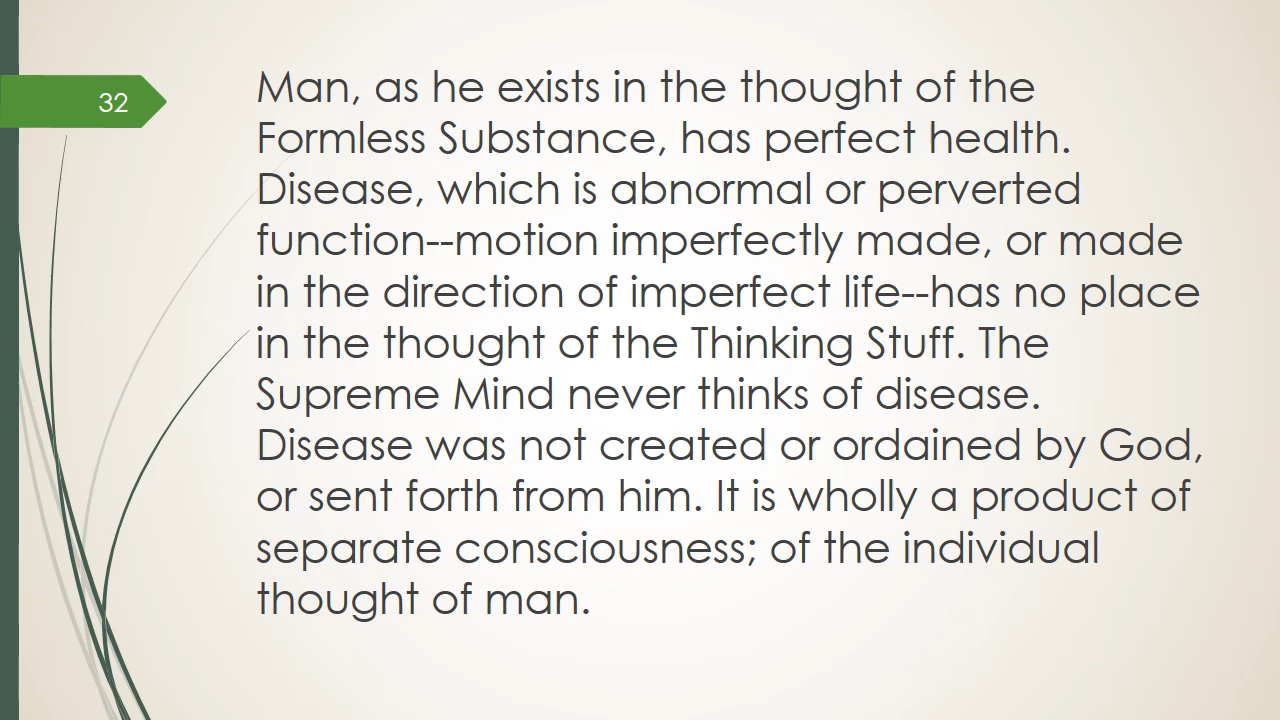 32
Man, as he exists in the thought of the
Formless Substance, has perfect health.
Disease, which is abnormal or perverted
function--motion imperfectly made, or made
in the direction of imperfect life--has no place
in the thought of the Thinking Stuff. The
Supreme Mind never thinks of disease.
Disease was not created or ordained by God,
or sent forth from him. It is wholly a product of
separate consciousness; of the individual
thought of man.